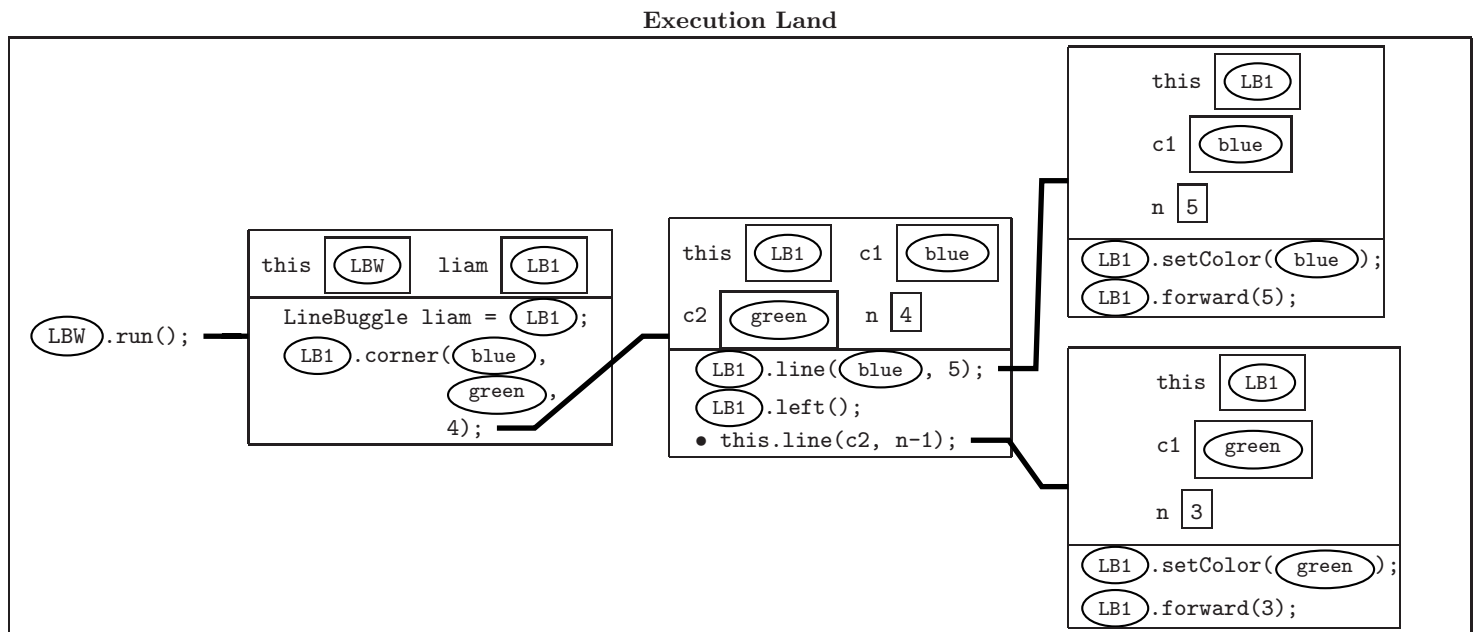 Execution Land
LBW.run();
this LBW liam LB1
LineBuggle liam = LB1;
LB1.corner(blue,
green,
4);
this LB1 c1 blue
c2 green n 4
LB1.line(blue, 5);
LB1.left();
• this.line(c2, n-1);
this LB1
c1 blue
n 5
LB1.setColor(blue);
LB1.forward(5);
this LB1
c1 green
n 3
LB1.setColor(green);
LB1.forward(3);